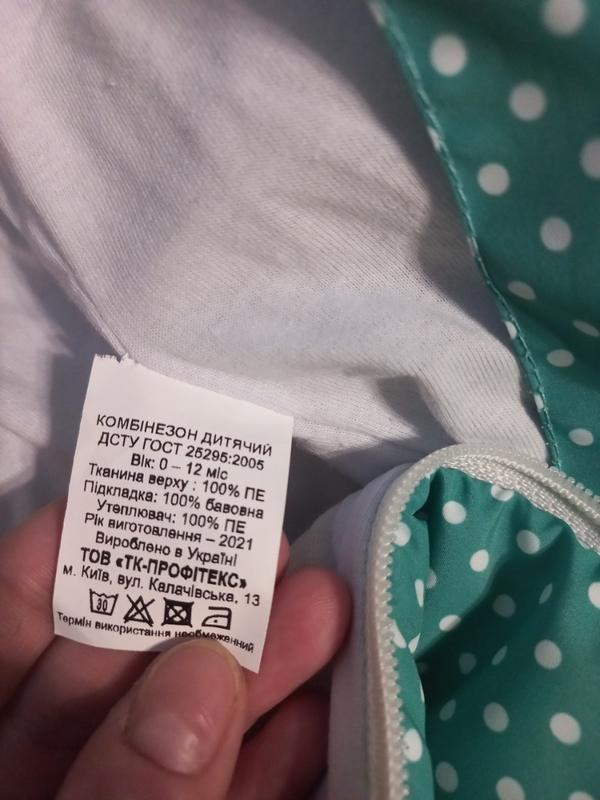 КОМБІНЕЗОН ДИТЯЧИЙ
ДСТУ ГОСТ 25295:2005
Вік: 0 – 12 міс
Тканина верху : 100% ПЕ
Підкладка: 100% бавовна
Утеплювач: 100% ПЕ
Рік виготовлення – 2021
Вироблено в Україні
ТОВ «ТК-ПРОФІТЕКС»
м. Київ, вул. Калачівська, 13
30
Термін використання необмежений